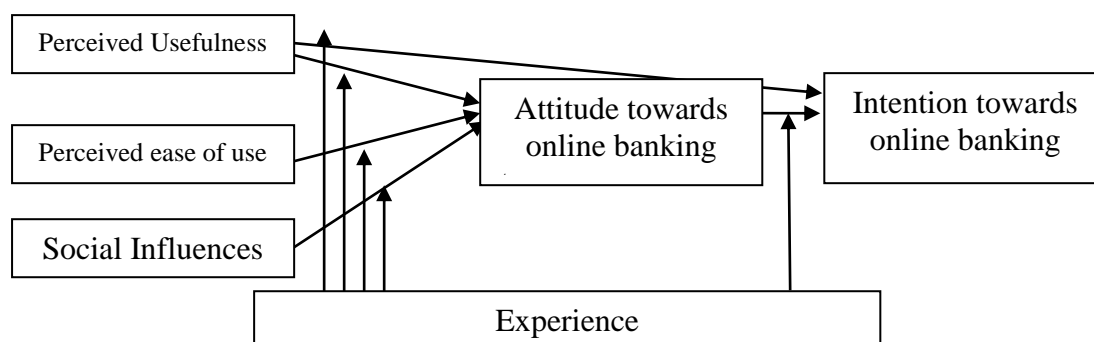 Perceived Usefulness
Attitude towards
online banking
Intention towards
online banking
Perceived ease of use
Social Influences
Experience